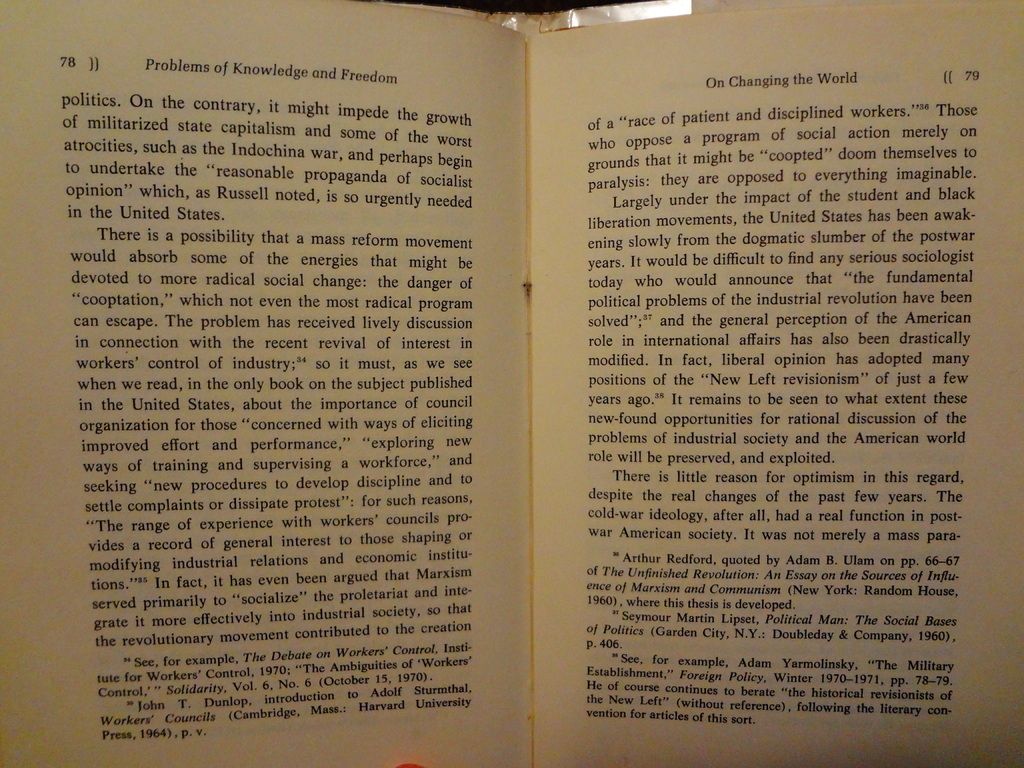 78 )) Problems of Knowledge and Freedom
politics. On the contrary, it might impede the growth
of militarized state capitalism and some of the worst
atrocities, such as the Indochina war, and perhaps begin
to undertake the “reasonable propaganda of socialist
opinion” which, as Russell noted, is so urgently needed
in the United States.
There is a possibility that a mass reform movement
would absorb some of the energies that might be
devoted to more radical social change: the danger of
“cooptation,” which not even the most radical program
can escape. The problem has received lively discussion
in connection with the recent revival of interest in
workers’ control of industry;³⁴ so it must, as we see
when we read, in the only book on the subject published
in the United States, about the importance of council
organization for those “concerned with ways of eliciting
improved effort and performance,” “exploring new
ways of training and supervising a workforce,” and
seeking “new procedures to develop discipline and to
settle complaints or dissipate protest”: for such reasons,
“The range of experience with workers’ councils pro-
vides a record of general interest to those shaping or
modifying industrial relations and economic institu-
tions.”³⁵ In fact, it has even been argued that Marxism
served primarily to “socialize” the proletariat and inte-
grate it more effectively into industrial society, so that
the revolutionary movement contributed to the creation
³⁴ See, for example, The Debate on Workers’ Control, Insti-
tute for Workers’ Control, 1970; “The Ambiguities of ‘Workers’
Control,’ ” Solidarity, Vol. 6, No. 6 (October 15, 1970).
³⁵ John T. Dunlop, introduction to Adolf Sturmthal,
Workers’ Councils (Cambridge, Mass.: Harvard University
Press, 1964), p. v.
On Changing the World (( 79
of a “race of patient and disciplined workers.”³⁶ Those
who oppose a program of social action merely on
grounds that it might be “coopted” doom themselves to
paralysis: they are opposed to everything imaginable.
Largely under the impact of the student and black
liberation movements, the United States has been awak-
ening slowly from the dogmatic slumber of the postwar
years. It would be difficult to find any serious sociologist
today who would announce that “the fundamental
political problems of the industrial revolution have been
solved”;³⁷ and the general perception of the American
role in international affairs has also been drastically
modified. In fact, liberal opinion has adopted many
positions of the “New Left revisionism” of just a few
years ago.³⁸ It remains to be seen to what extent these
new-found opportunities for rational discussion of the
problems of industrial society and the American world
role will be preserved, and exploited.
There is little reason for optimism in this regard,
despite the real changes of the past few years. The
cold-war ideology, after all, had a real function in post-
war American society. It was not merely a mass para-
³⁶ Arthur Redford, quoted by Adam B. Ulam on pp. 66–67
of The Unfinished Revolution: An Essay on the Sources of Influ-
ence of Marxism and Communism (New York: Random House,
1960), where this thesis is developed.
³⁷ Seymour Martin Lipset, Political Man: The Social Bases
of Politics (Garden City, N.Y.: Doubleday & Company, 1960),
p. 406.
³⁸ See, for example, Adam Yarmolinsky, “The Military
Establishment,” Foreign Policy, Winter 1970–1971, pp. 78–79.
He of course continues to berate “the historical revisionists of
the New Left” (without reference), following the literary con-
vention for articles of this sort.